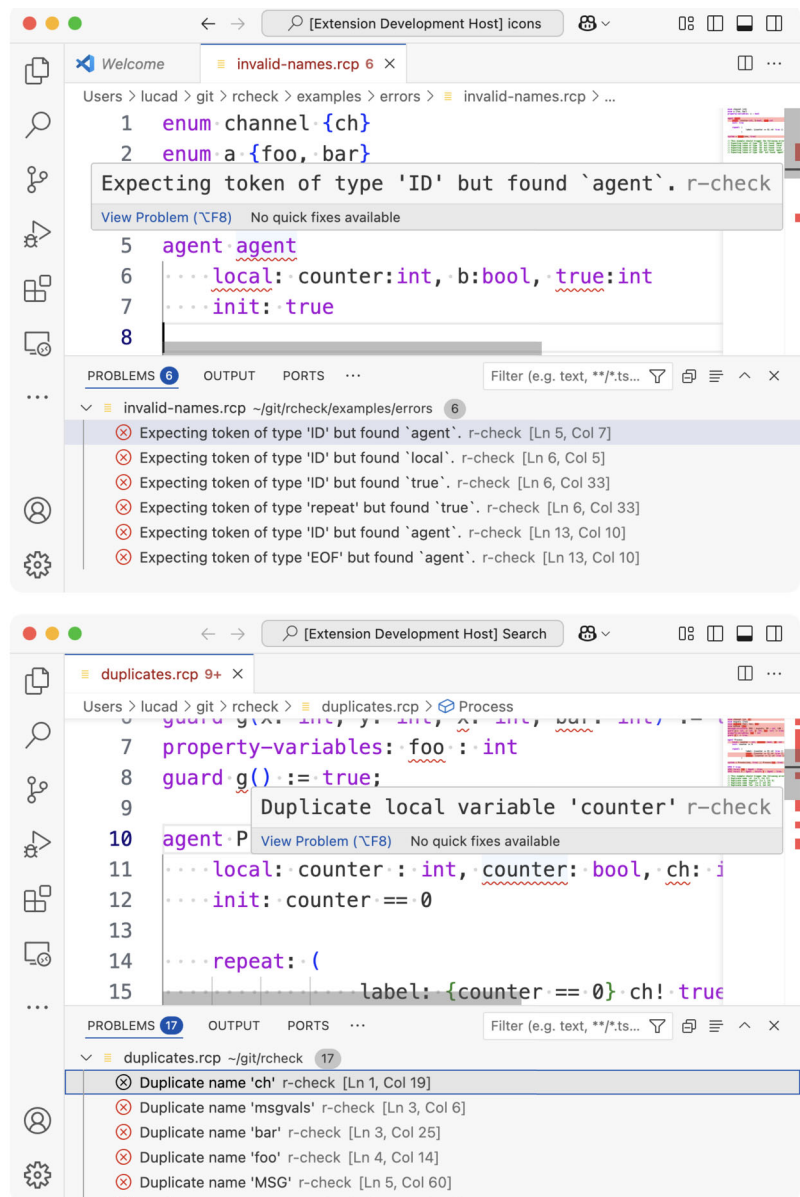 [Extension Development Host] icons
Welcome
invalid-names.rcp 6
Users > lucad > git > rcheck > examples > errors > invalid-names.rcp > ...
1 enum channel {ch}
2 enum a {foo, bar}
Expecting token of type 'ID' but found `agent`. r-check
View Problem (⌥F8) No quick fixes available
5 agent agent
6 local: counter:int, b:bool, true:int
7 init: true
8
PROBLEMS 6 OUTPUT PORTS ... Filter (e.g. text, **/*.ts...
invalid-names.rcp ~/git/rcheck/examples/errors 6
Expecting token of type 'ID' but found `agent`. r-check [Ln 5, Col 7]
Expecting token of type 'ID' but found `local`. r-check [Ln 6, Col 5]
Expecting token of type 'ID' but found `true`. r-check [Ln 6, Col 33]
Expecting token of type 'repeat' but found `true`. r-check [Ln 6, Col 33]
Expecting token of type 'ID' but found `agent`. r-check [Ln 13, Col 10]
Expecting token of type 'EOF' but found `agent`. r-check [Ln 13, Col 10]
[Extension Development Host] Search
duplicates.rcp 9+
Users > lucad > git > rcheck > duplicates.rcp > Process
guard g(x: int, y: int, x: int, bar: int) :=
7 property-variables: foo : int
8 guard g() := true;
9
Duplicate local variable 'counter' r-check
View Problem (⌥F8) No quick fixes available
10 agent P
11 local: counter : int, counter: bool, ch: i
12 init: counter == 0
13
14 repeat: (
15 label: {counter == 0} ch! true
PROBLEMS 17 OUTPUT PORTS ... Filter (e.g. text, **/*.ts...
duplicates.rcp ~/git/rcheck 17
Duplicate name 'ch' r-check [Ln 1, Col 19]
Duplicate name 'msgvals' r-check [Ln 3, Col 6]
Duplicate name 'bar' r-check [Ln 3, Col 25]
Duplicate name 'foo' r-check [Ln 4, Col 14]
Duplicate name 'MSG' r-check [Ln 5, Col 60]